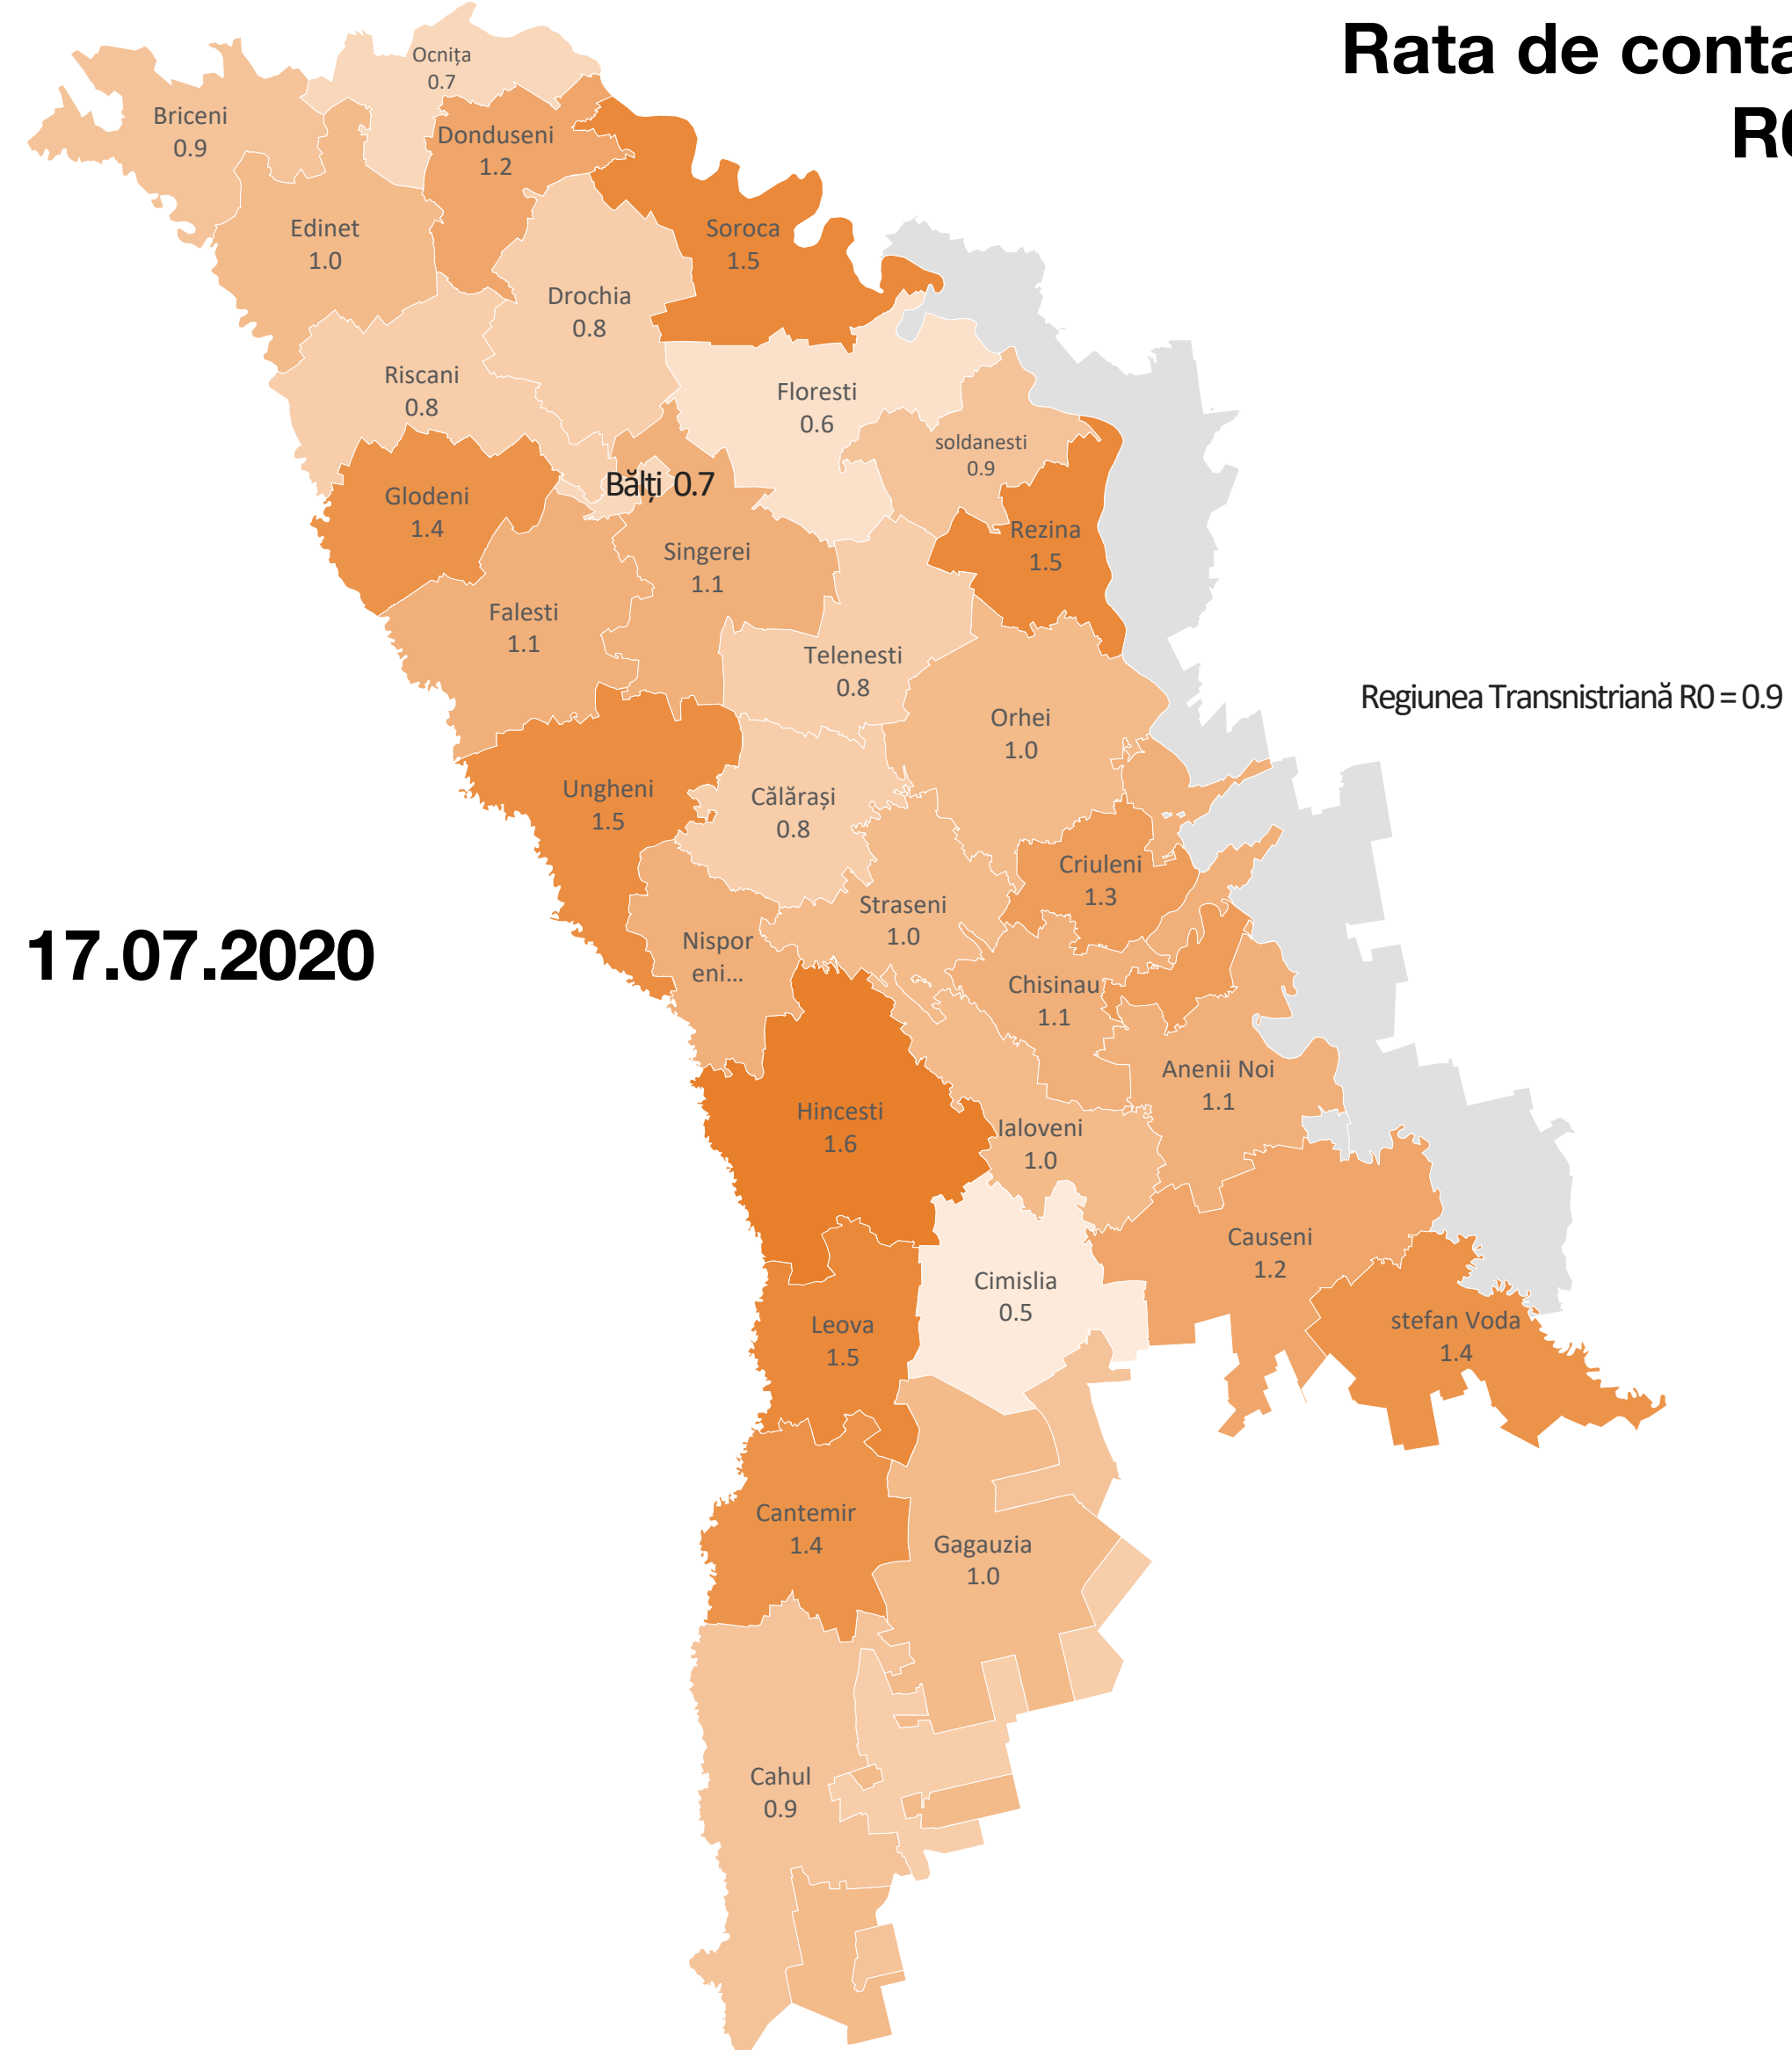 Rata de conta
R0
Ocnița
0.7
Briceni
0.9
Donduseni
1.2
Edinet
1.0
Soroca
1.5
Drochia
0.8
Riscani
0.8
Floresti
0.6
soldanesti
0.9
Bălți 0.7
Glodeni
1.4
Rezina
1.5
Singerei
1.1
Falesti
1.1
Telenesti
0.8
Regiunea Transnistriană R0 = 0.9
Orhei
1.0
Ungheni
1.5
Călărași
0.8
Criuleni
1.3
Straseni
1.0
17.07.2020
Nispor
eni...
Chisinau
1.1
Anenii Noi
1.1
Hincesti
1.6
Ialoveni
1.0
Causeni
1.2
Cimislia
0.5
Leova
1.5
stefan Voda
1.4
Cantemir
1.4
Gagauzia
1.0
Cahul
0.9